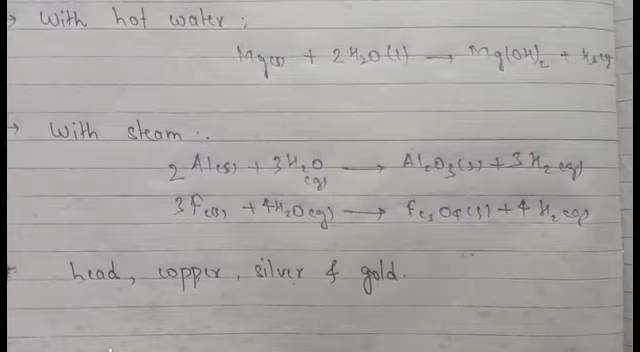 → With hot water:
Mg(s) + 2H₂O(l) → Mg(OH)₂ + H₂(g)
→ With steam:
2Al(s) + 3H₂O(g) → Al₂O₃(s) + 3H₂(g)
3Fe(s) + 4H₂O(g) → Fe₃O₄(s) + 4H₂(g)
head, copper, silver & gold.